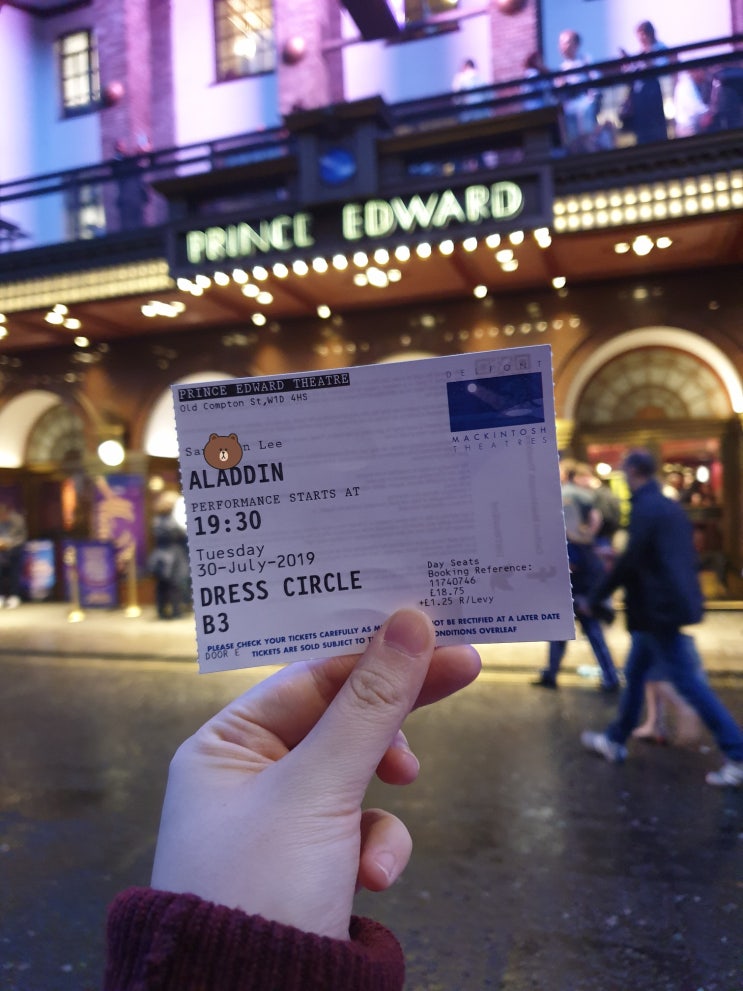 PRINCE EDWARD
PRINCE EDWARD THEATRE
Old Compton St,W1D 4HS
DELFONT
MACKINTOSH
THEATRES
Lee
ALADDIN
PERFORMANCE STARTS AT
19:30
Tuesday
30-July-2019
DRESS CIRCLE
B3
Day Seats
Booking Reference:
11740746
£18.75
+£1.25 R/Levy
PLEASE CHECK YOUR TICKETS CAREFULLY AS OT BE RECTIFIED AT A LATER DATE
DOOR E TICKETS ARE SOLD SUBJECT TO CONDITIONS OVERLEAF